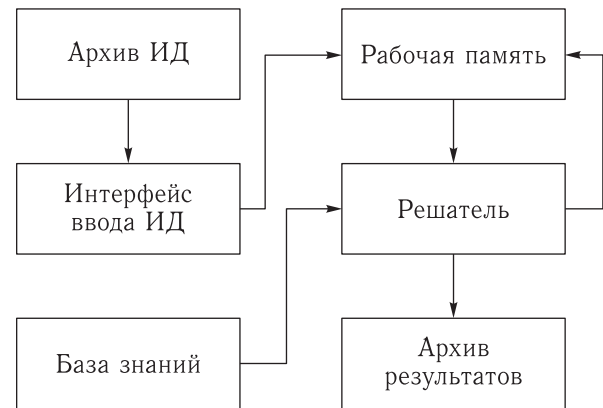 Архив ИД
Рабочая память
Интерфейс
ввода ИД
Решатель
База знаний
Архив
результатов